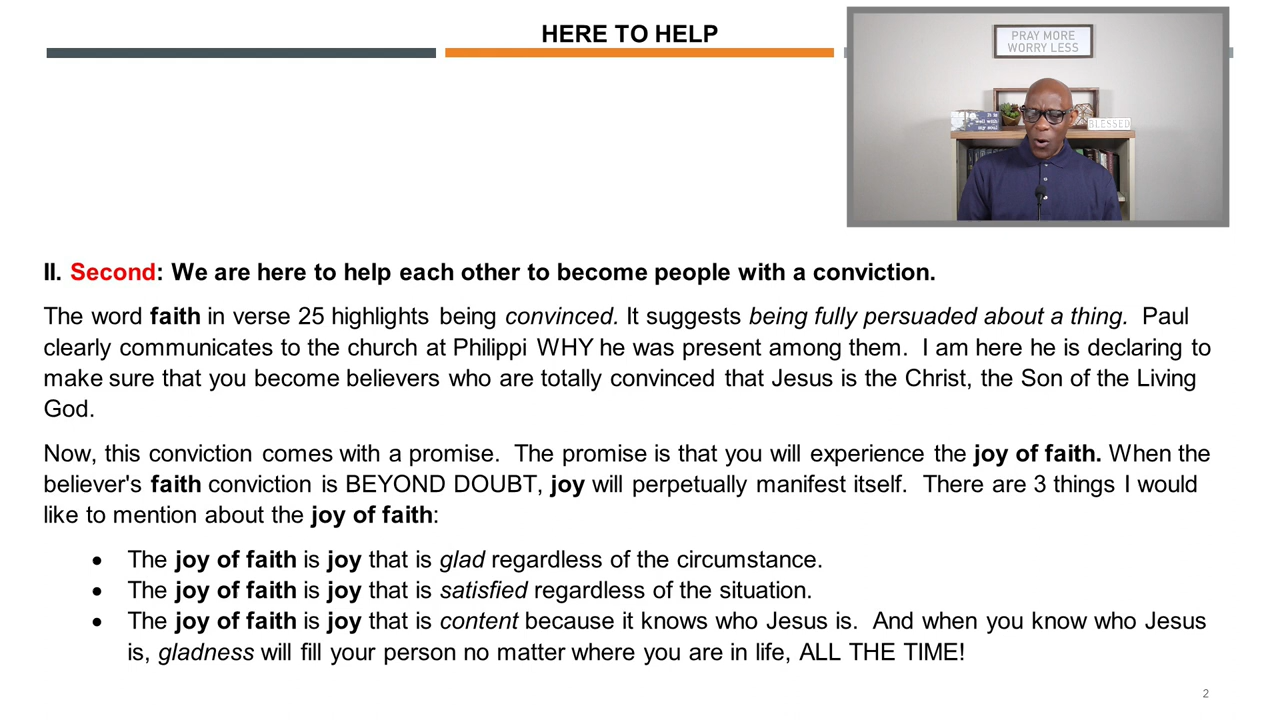 HERE TO HELP
PRAY MORE
WORRY LESS
it is
well with
my soul
BLESSED
II. Second: We are here to help each other to become people with a conviction.
The word faith in verse 25 highlights being convinced. It suggests being fully persuaded about a thing. Paul
clearly communicates to the church at Philippi WHY he was present among them. I am here he is declaring to
make sure that you become believers who are totally convinced that Jesus is the Christ, the Son of the Living
God.
Now, this conviction comes with a promise. The promise is that you will experience the joy of faith. When the
believer's faith conviction is BEYOND DOUBT, joy will perpetually manifest itself. There are 3 things I would
like to mention about the joy of faith:
• The joy of faith is joy that is glad regardless of the circumstance.
• The joy of faith is joy that is satisfied regardless of the situation.
• The joy of faith is joy that is content because it knows who Jesus is. And when you know who Jesus
is, gladness will fill your person no matter where you are in life, ALL THE TIME!
2